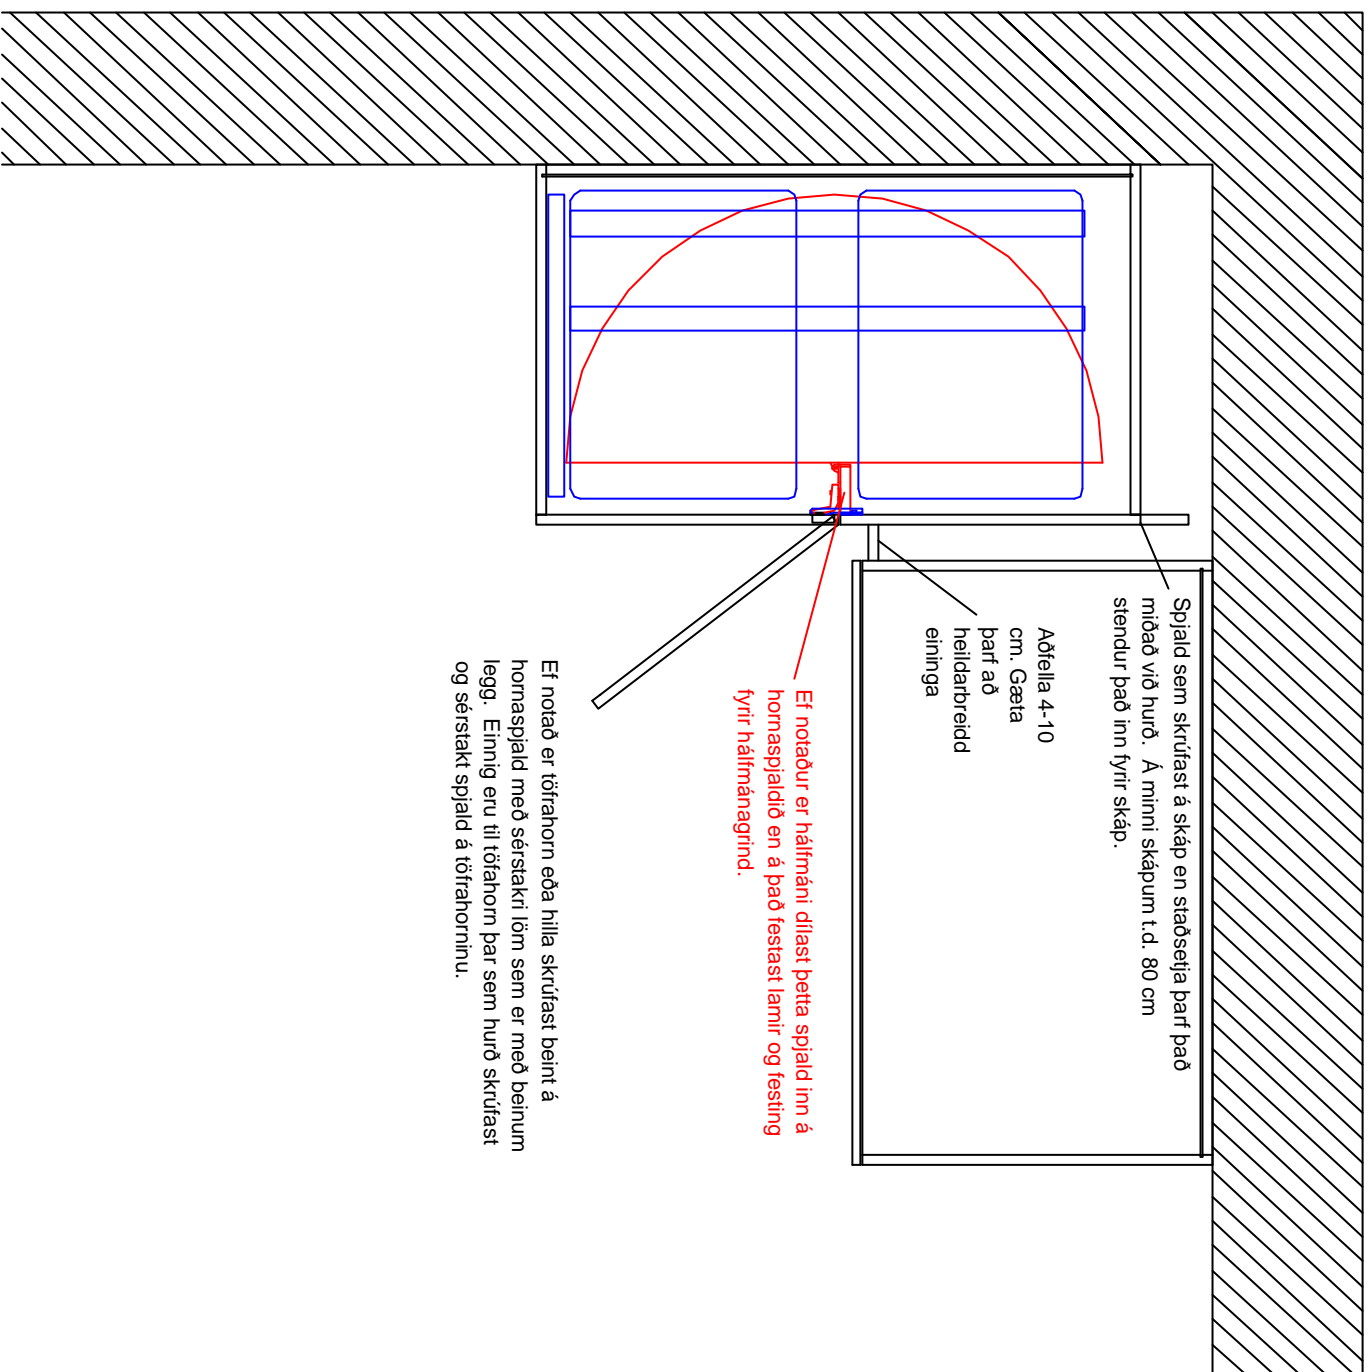 Spjald sem skrúfast á skáp en staðsetja þarf það
miðað við hurð.  Á minni skápum t.d. 80 cm
stendur það inn fyrir skáp.
Aðfella 4-10
cm. Gæta
þarf að
heildarbreidd
eininga
Ef notaður er hálfmáni dílast þetta spjald inn á
hornaspjaldið en á það festast lamir og festing
fyrir hálfmánagrind.
Ef notað er töfrahorn eða hilla skrúfast beint á
hornaspjald með sérstakri löm sem er með beinum
legg.  Einnig eru til töfahorn þar sem hurð skrúfast
og sérstakt spjald á töfrahorninu.